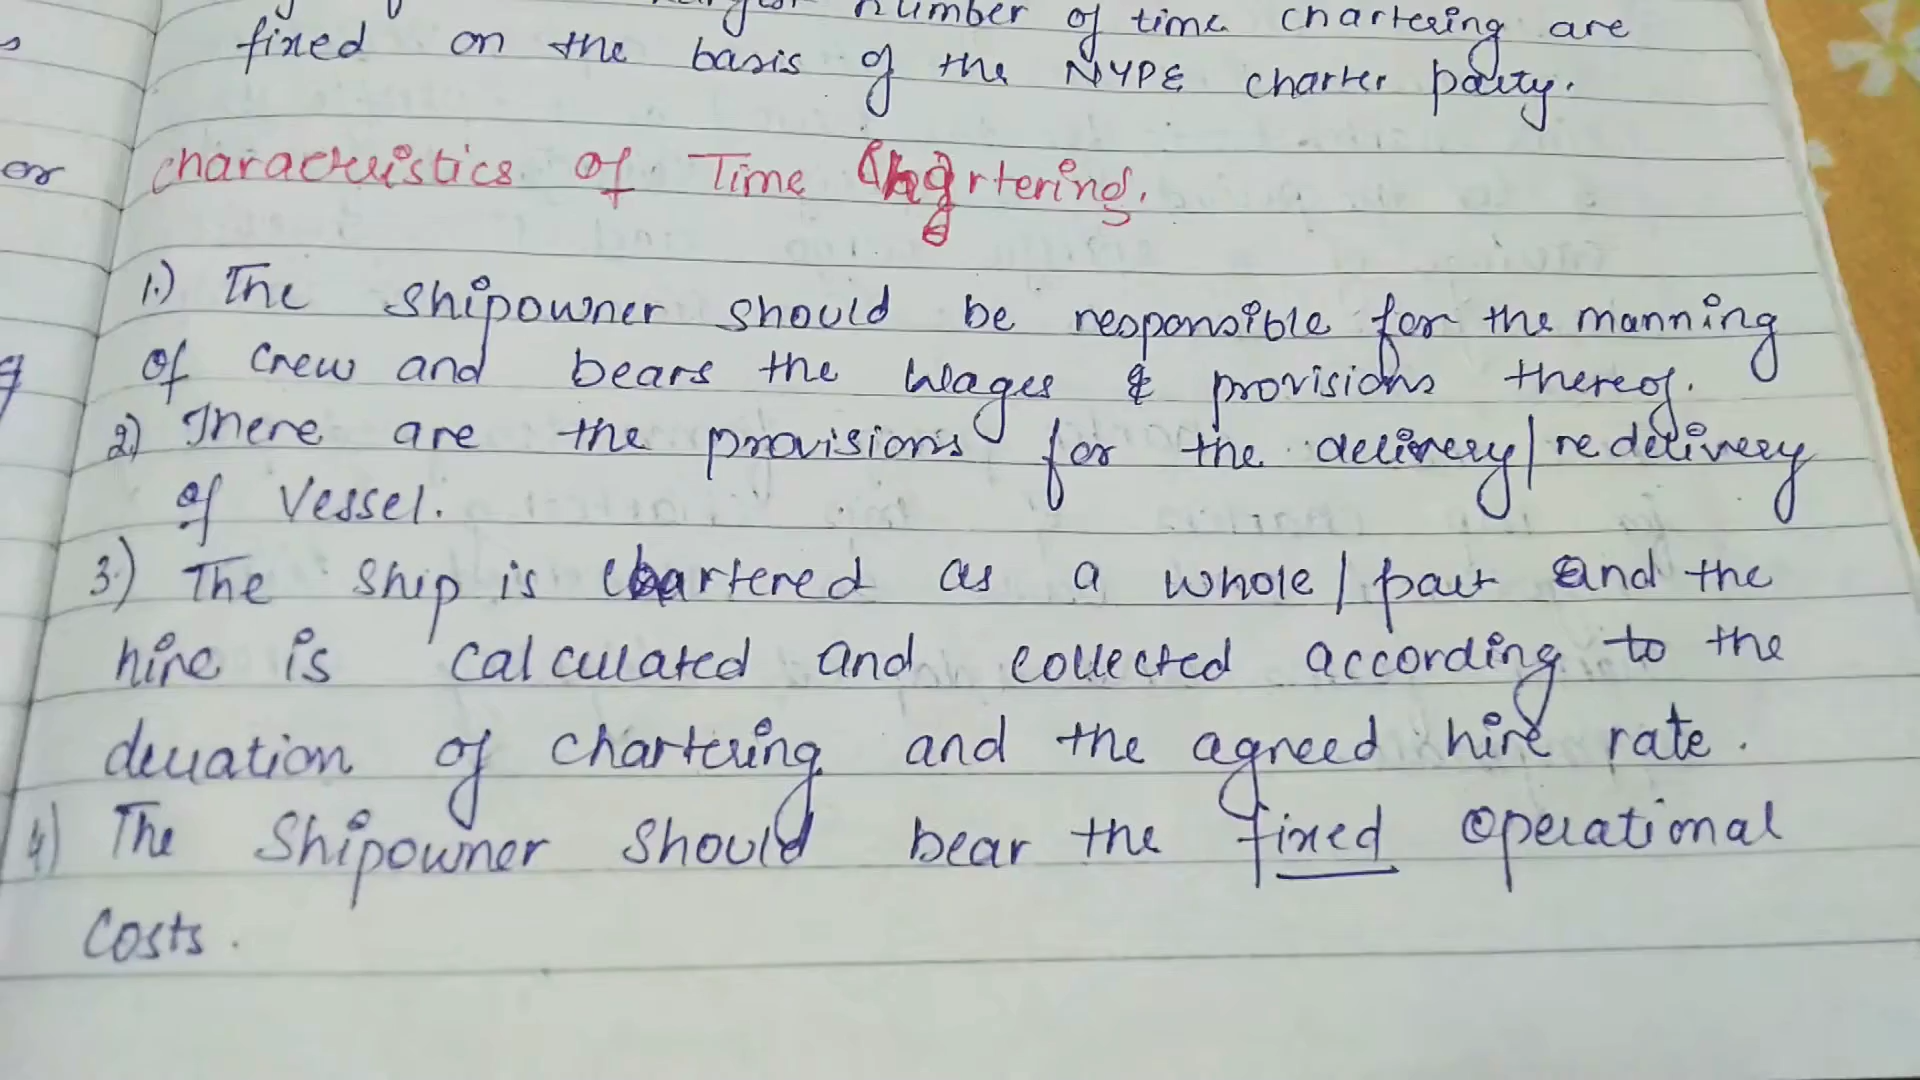 number of time chartering are
fixed on the basis of the NYPE charter party.
or
characteristics of Time Chartering.
1.) The shipowner should be responsible for the manning
of crew and bears the wages & provisions thereof.
2) There are the provisions for the delivery/redelivery
of vessel.
3.) The ship is chartered as a whole/part and the
hire is calculated and collected according to the
duration of chartering and the agreed hire rate.
4) The Shipowner should bear the fixed operational
costs.